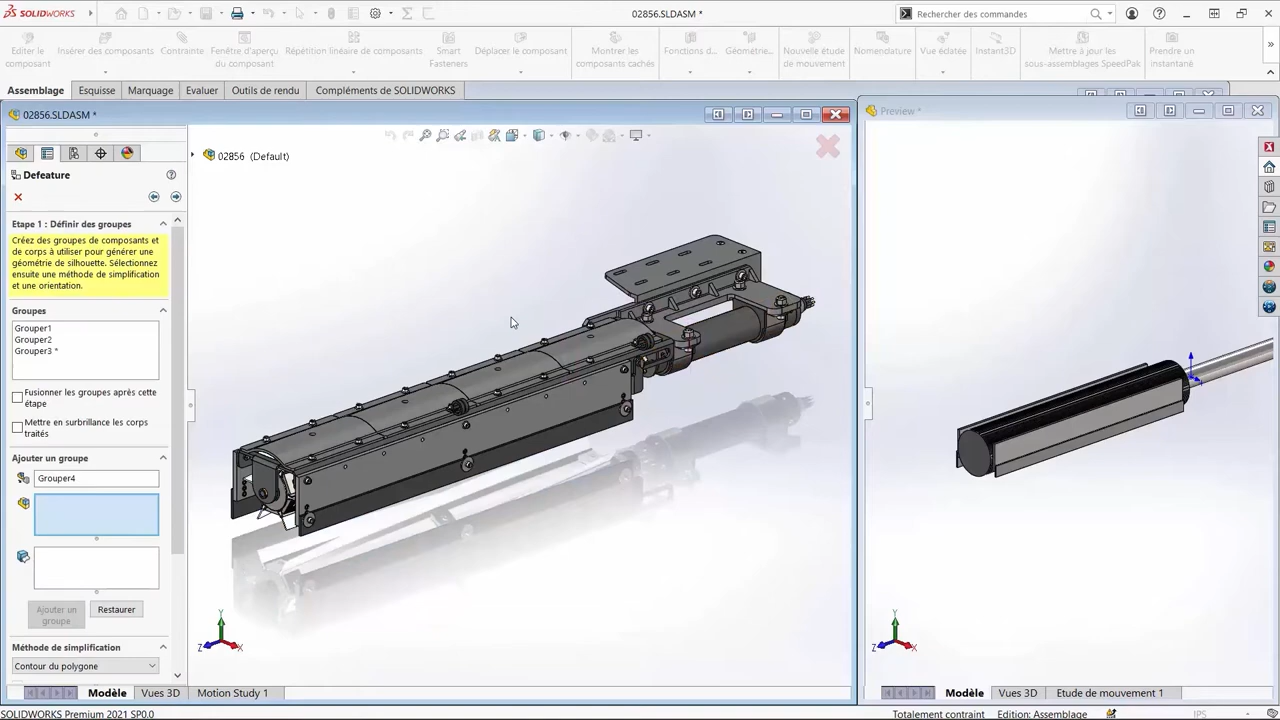 SOLIDWORKS
02856.SLDASM *
Rechercher des commandes
Editer le composant
Insérer des composants
Contrainte
Fenêtre d'aperçu du composant
Répétition linéaire de composants
Smart Fasteners
Déplacer le composant
Montrer les composants cachés
Fonctions d...
Géométrie...
Nouvelle étude de mouvement
Nomenclature
Vue éclatée
Instant3D
Mettre à jour les sous-assemblages SpeedPak
Prendre un instantané
Assemblage
Esquisse
Marquage
Evaluer
Outils de rendu
Compléments de SOLIDWORKS
02856.SLDASM *
Preview *
02856 (Default)
Defeature
Etape 1 : Définir des groupes
Créez des groupes de composants et
de corps à utiliser pour générer une
géométrie de silhouette. Sélectionnez
ensuite une méthode de simplification
et une orientation.
Groupes
Grouper1
Grouper2
Grouper3 *
Fusionner les groupes après cette
étape
Mettre en surbrillance les corps
traités
Ajouter un groupe
Grouper4
Ajouter un
groupe
Restaurer
Méthode de simplification
Contour du polygone
Y
Z
X
Y
Z
X
Modèle
Vues 3D
Motion Study 1
Modèle
Vues 3D
Etude de mouvement 1
SOLIDWORKS Premium 2021 SP0.0
Totalement contraint
Edition: Assemblage
IPS